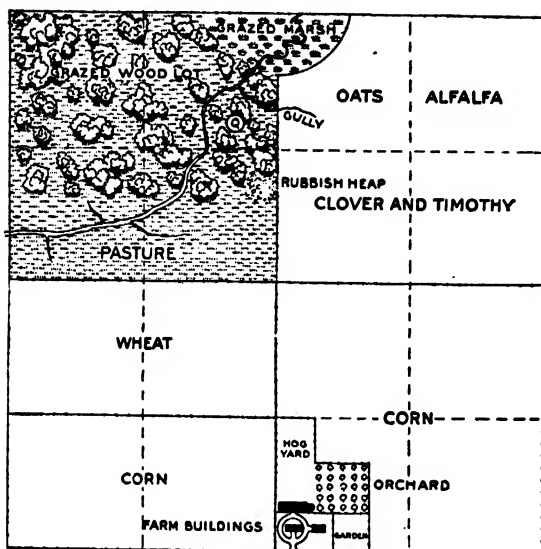 GRAZED MARSH
GRAZED WOOD LOT
OATS
ALFALFA
GULLY
RUBBISH HEAP
CLOVER AND TIMOTHY
PASTURE
WHEAT
CORN
HOG
YARD
CORN
ORCHARD
FARM BUILDINGS
GARDEN